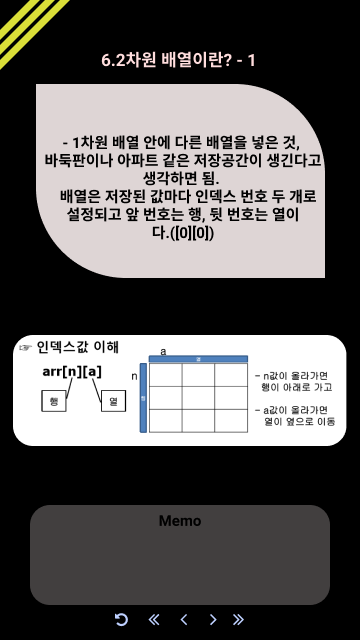 6.2차원 배열이란? - 1
- 1차원 배열 안에 다른 배열을 넣은 것,
바둑판이나 아파트 같은 저장공간이 생긴다고
생각하면 됨.
배열은 저장된 값마다 인덱스 번호 두 개로
설정되고 앞 번호는 행, 뒷 번호는 열이
다.([0][0])
☞ 인덱스값 이해
a
열
arr[n][a]
n
행
행
열
- n값이 올라가면
행이 아래로 가고
- a값이 올라가면
열이 옆으로 이동
Memo